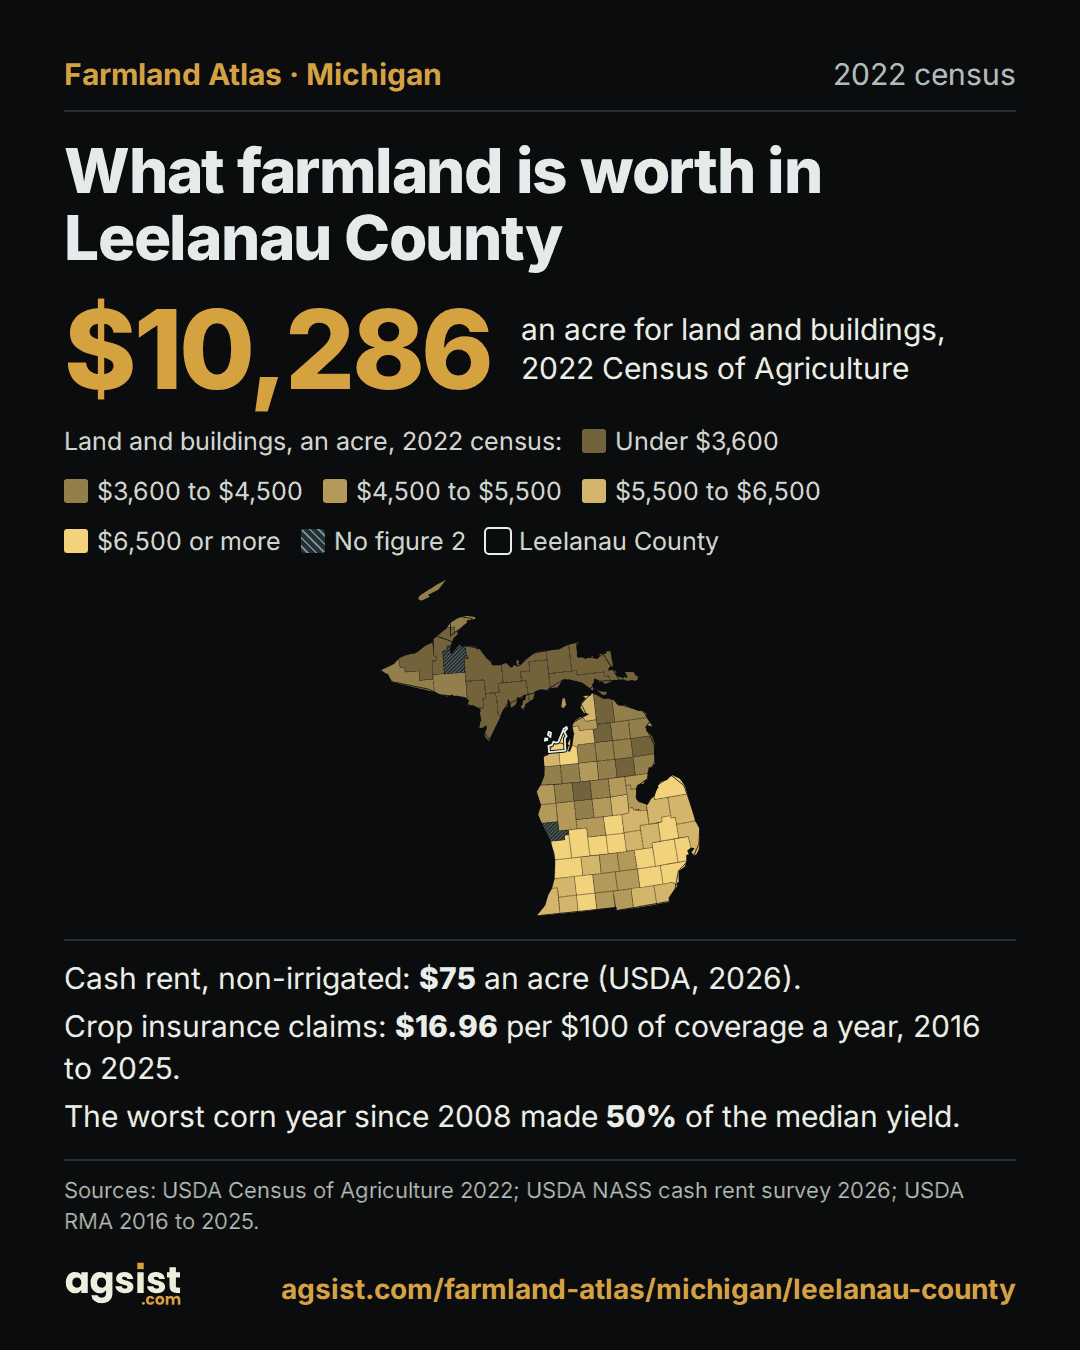 Farmland Atlas · Michigan
2022 census
What farmland is worth in
Leelanau County
$10,286
an acre for land and buildings,
2022 Census of Agriculture
Land and buildings, an acre, 2022 census: Under $3,600
$3,600 to $4,500 $4,500 to $5,500 $5,500 to $6,500
$6,500 or more No figure 2 Leelanau County
Cash rent, non-irrigated: $75 an acre (USDA, 2026).
Crop insurance claims: $16.96 per $100 of coverage a year, 2016
to 2025.
The worst corn year since 2008 made 50% of the median yield.
Sources: USDA Census of Agriculture 2022; USDA NASS cash rent survey 2026; USDA
RMA 2016 to 2025.
agsist
.com
agsist.com/farmland-atlas/michigan/leelanau-county